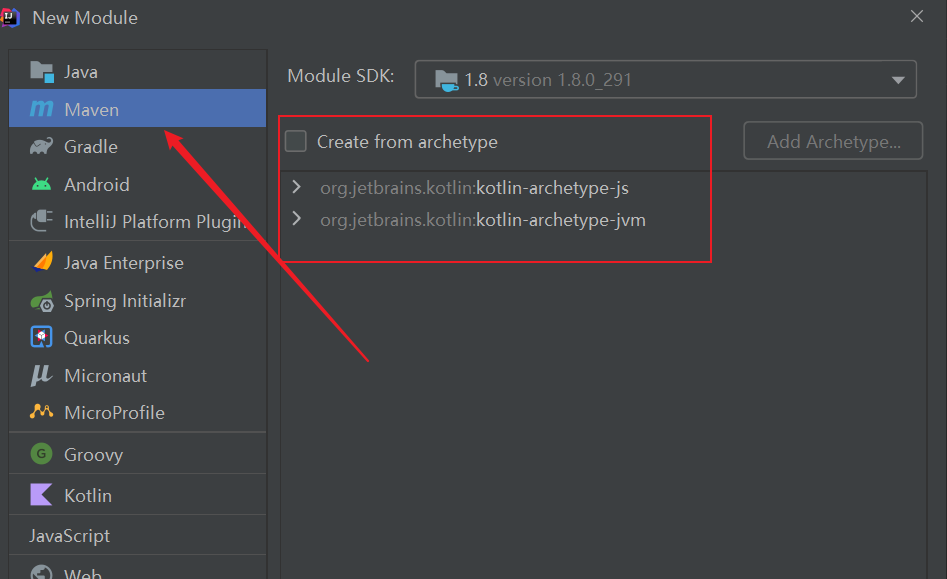 New Module
Java
Maven
Gradle
Android
IntelliJ Platform Plugin
Java Enterprise
Spring Initializr
Quarkus
Micronaut
MicroProfile
Groovy
Kotlin
JavaScript
Web
Module SDK: 1.8 version 1.8.0_291
Create from archetype
Add Archetype...
org.jetbrains.kotlin:kotlin-archetype-js
org.jetbrains.kotlin:kotlin-archetype-jvm